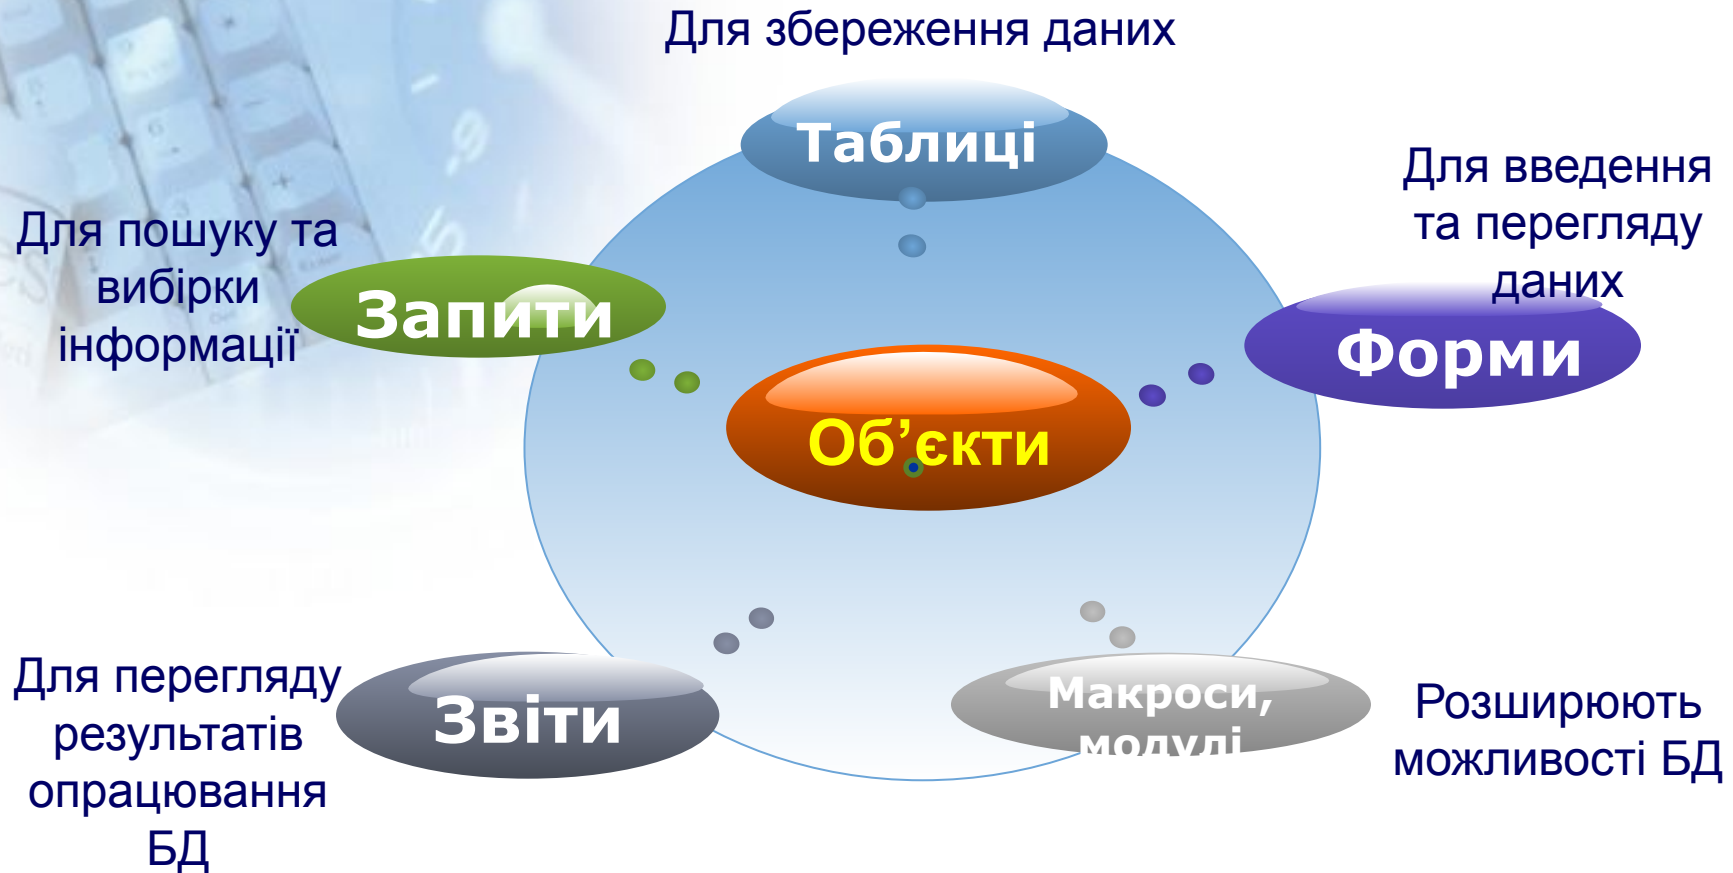 Для збереження даних
Таблиці
Для введення
та перегляду
даних
Форми
Для пошуку та
вибірки
інформації
Запити
Об’єкти
Для перегляду
результатів
опрацювання
БД
Звіти
Макроси,
модулі
Розширюють
можливості БД